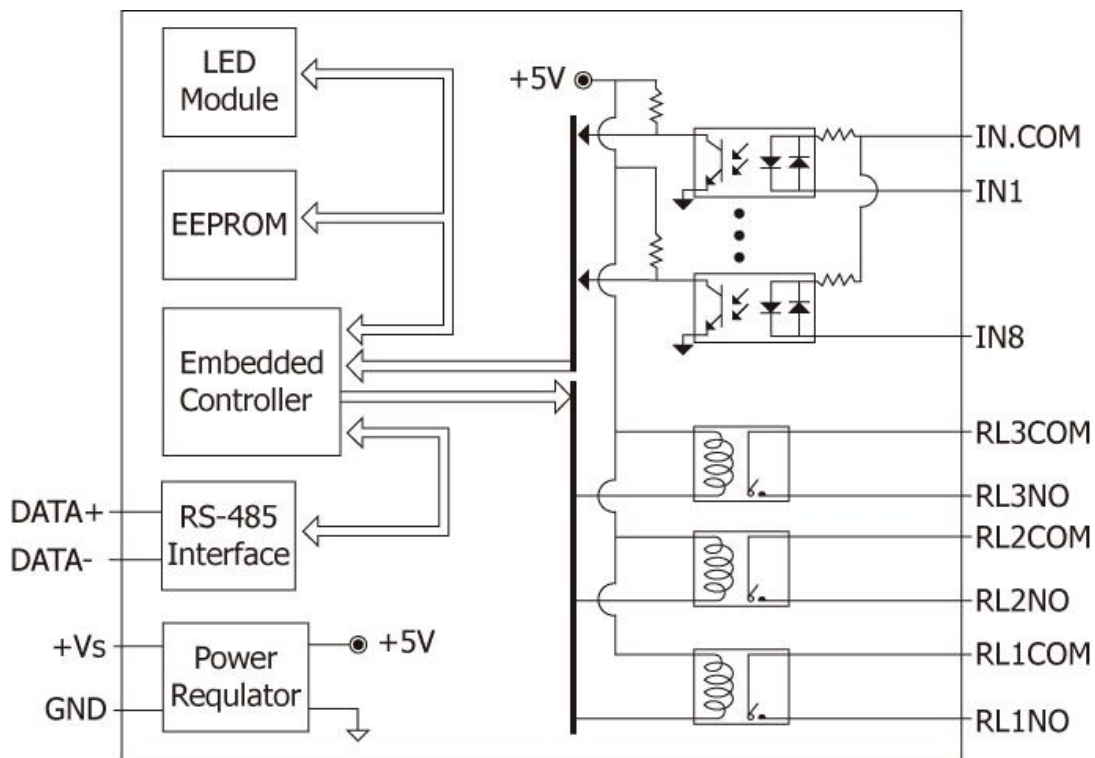 LED
Module
EEPROM
Embedded
Controller
RS-485
Interface
Power
Requlator
DATA+
DATA-
+Vs
GND
+5V
+5V
IN.COM
IN1
IN8
RL3COM
RL3NO
RL2COM
RL2NO
RL1COM
RL1NO